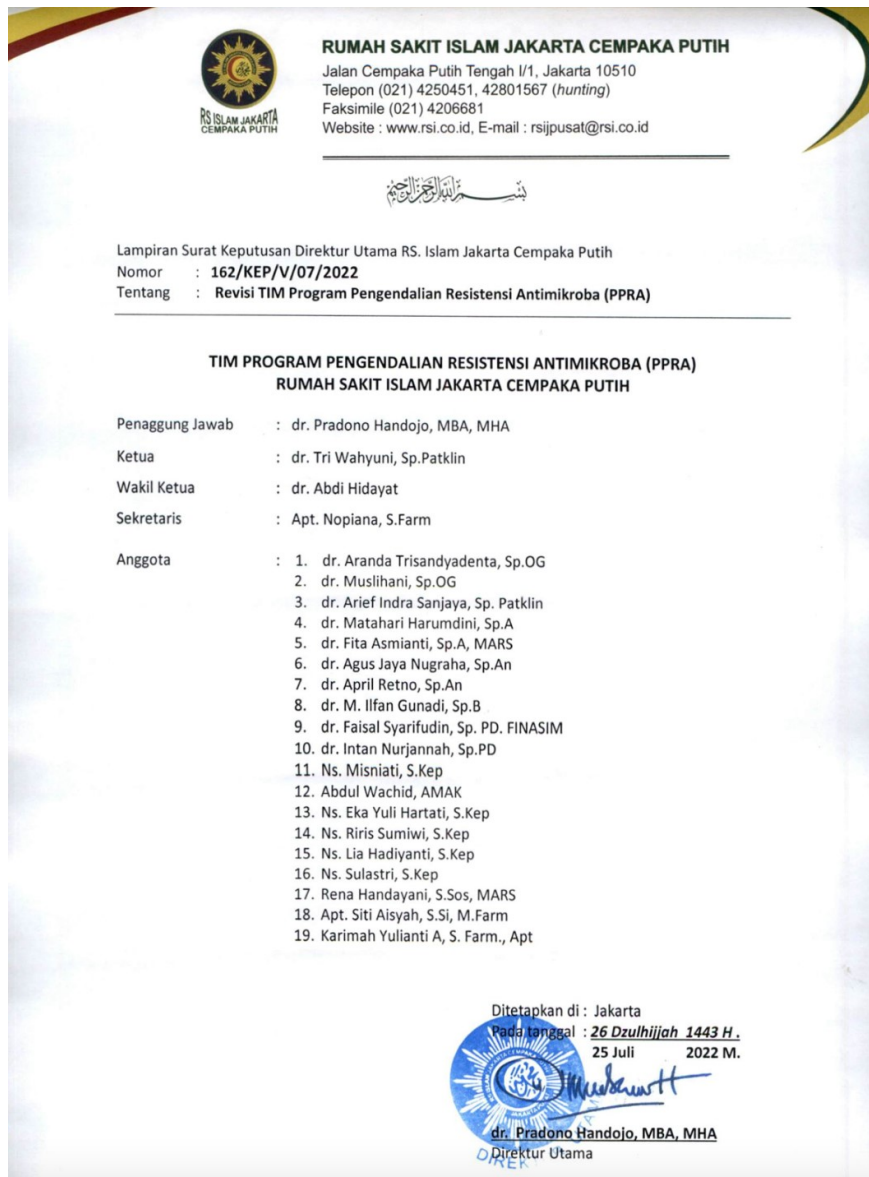 RUMAH SAKIT ISLAM JAKARTA CEMPAKA PUTIH
Jalan Cempaka Putih Tengah I/1, Jakarta 10510
Telepon (021) 4250451, 42801567 (hunting)
Faksimile (021) 4206681
Website : www.rsi.co.id, E-mail : rsijpusat@rsi.co.id
RS ISLAM JAKARTA
CEMPAKA PUTIH
بسم الله الرحمن الرحيم
Lampiran Surat Keputusan Direktur Utama RS. Islam Jakarta Cempaka Putih
Nomor : 162/KEP/V/07/2022
Tentang : Revisi TIM Program Pengendalian Resistensi Antimikroba (PPRA)
TIM PROGRAM PENGENDALIAN RESISTENSI ANTIMIKROBA (PPRA)
RUMAH SAKIT ISLAM JAKARTA CEMPAKA PUTIH
Penaggung Jawab : dr. Pradono Handojo, MBA, MHA
Ketua : dr. Tri Wahyuni, Sp.Patklin
Wakil Ketua : dr. Abdi Hidayat
Sekretaris : Apt. Nopiana, S.Farm
Anggota : 1. dr. Aranda Trisandyadenta, Sp.OG
2. dr. Muslihani, Sp.OG
3. dr. Arief Indra Sanjaya, Sp. Patklin
4. dr. Matahari Harumdini, Sp.A
5. dr. Fita Asmianti, Sp.A, MARS
6. dr. Agus Jaya Nugraha, Sp.An
7. dr. April Retno, Sp.An
8. dr. M. Ilfan Gunadi, Sp.B
9. dr. Faisal Syarifudin, Sp. PD. FINASIM
10. dr. Intan Nurjannah, Sp.PD
11. Ns. Misniati, S.Kep
12. Abdul Wachid, AMAK
13. Ns. Eka Yuli Hartati, S.Kep
14. Ns. Riris Sumiwi, S.Kep
15. Ns. Lia Hadiyanti, S.Kep
16. Ns. Sulastri, S.Kep
17. Rena Handayani, S.Sos, MARS
18. Apt. Siti Aisyah, S.Si, M.Farm
19. Karimah Yulianti A, S. Farm., Apt
Ditetapkan di : Jakarta
Pada tanggal : 26 Dzulhijjah 1443 H .
25 Juli 2022 M.
dr. Pradono Handojo, MBA, MHA
Direktur Utama